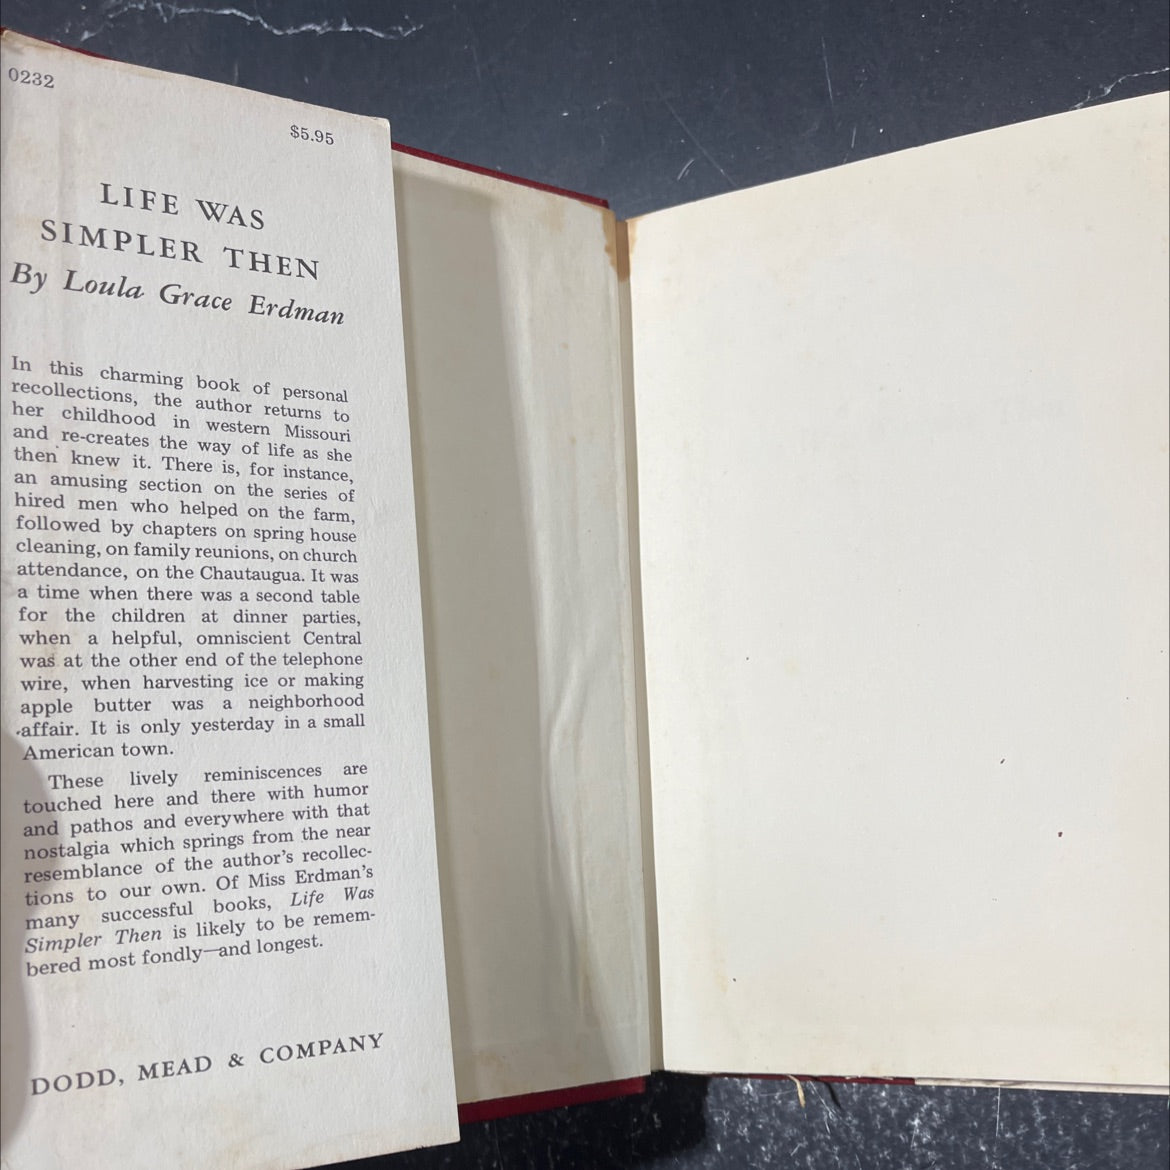 0232
$5.95
LIFE WAS
SIMPLER THEN
By Loula Grace Erdman
In this charming book of personal
recollections, the author returns to
her childhood in western Missouri
and re-creates the way of life as she
then knew it. There is, for instance,
an amusing section on the series of
hired men who helped on the farm,
followed by chapters on spring house
cleaning, on family reunions, on church
attendance, on the Chautaugua. It was
a time when there was a second table
for the children at dinner parties,
when a helpful, omniscient Central
was at the other end of the telephone
wire, when harvesting ice or making
apple butter was a neighborhood
affair. It is only yesterday in a small
American town.
These lively reminiscences are
touched here and there with humor
and pathos and everywhere with that
nostalgia which springs from the near
resemblance of the author's recollec-
tions to our own. Of Miss Erdman's
many successful books, Life Was
Simpler Then is likely to be remem-
bered most fondly—and longest.
DODD, MEAD & COMPANY